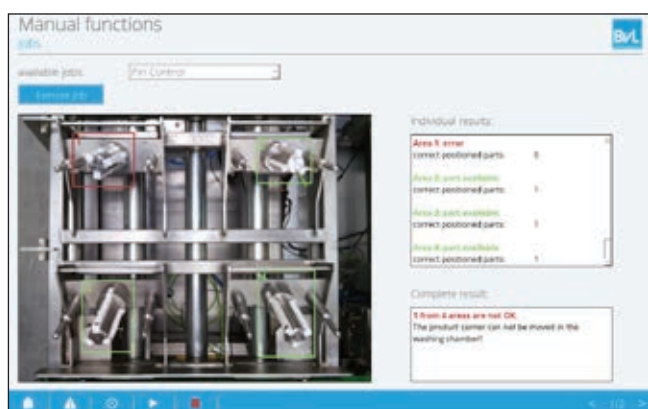 Manual functions
Jobs
BvL
available jobs:
Pin Control
Execute Job
Individual results:
Area 1: error
correct positioned parts: 0
Area 2: part available
correct positioned parts: 1
Area 3: part available
correct positioned parts: 1
Area 4: part available
correct positioned parts: 1
Complete result:
1 from 4 areas are not OK.
The product carrier can not be moved in the
washing chamber!
< 1/2 >